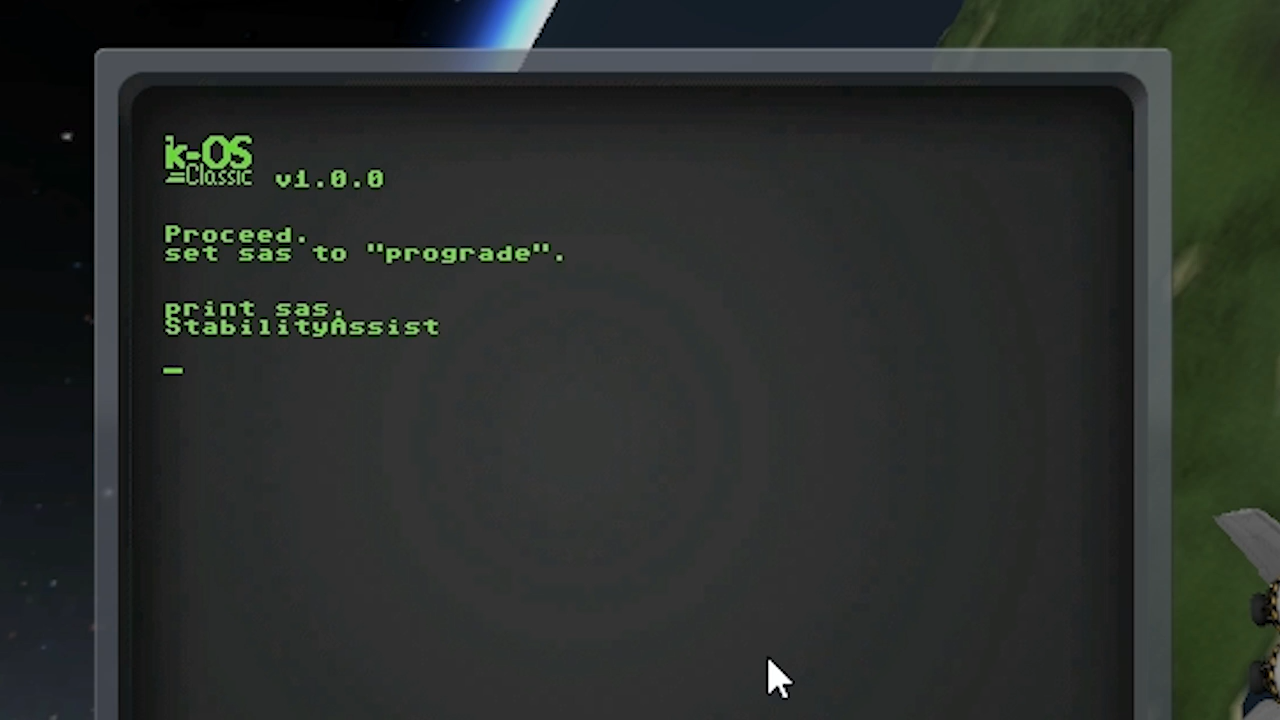 k-OS
Classic v1.0.0
Proceed.
set sas to "prograde".
print sas.
StabilityAssist